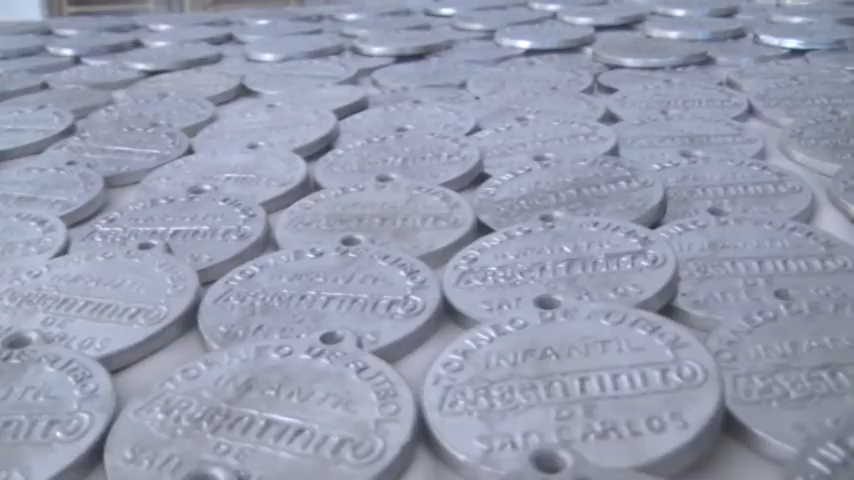 TORNEO DE FUTBOL
INFANTIL
ARGENTINITO
DE
SAN CARLOS